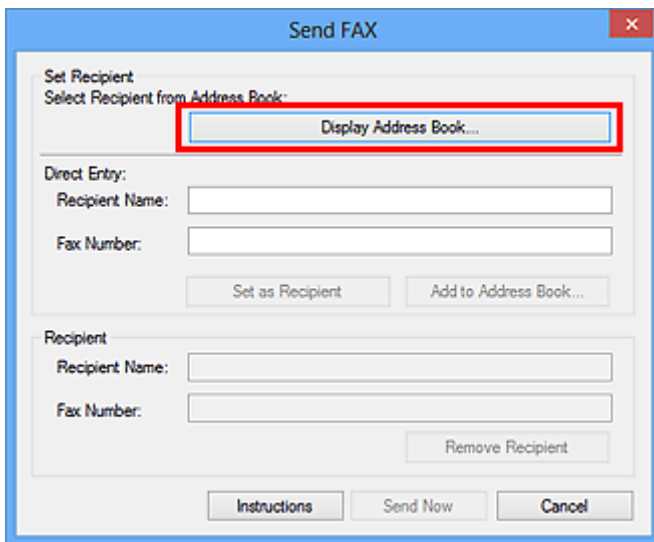 Send FAX
Set Recipient
Select Recipient from Address Book:
Display Address Book...
Direct Entry:
Recipient Name:
Fax Number:
Set as Recipient Add to Address Book...
Recipient
Recipient Name:
Fax Number:
Remove Recipient
Instructions Send Now Cancel